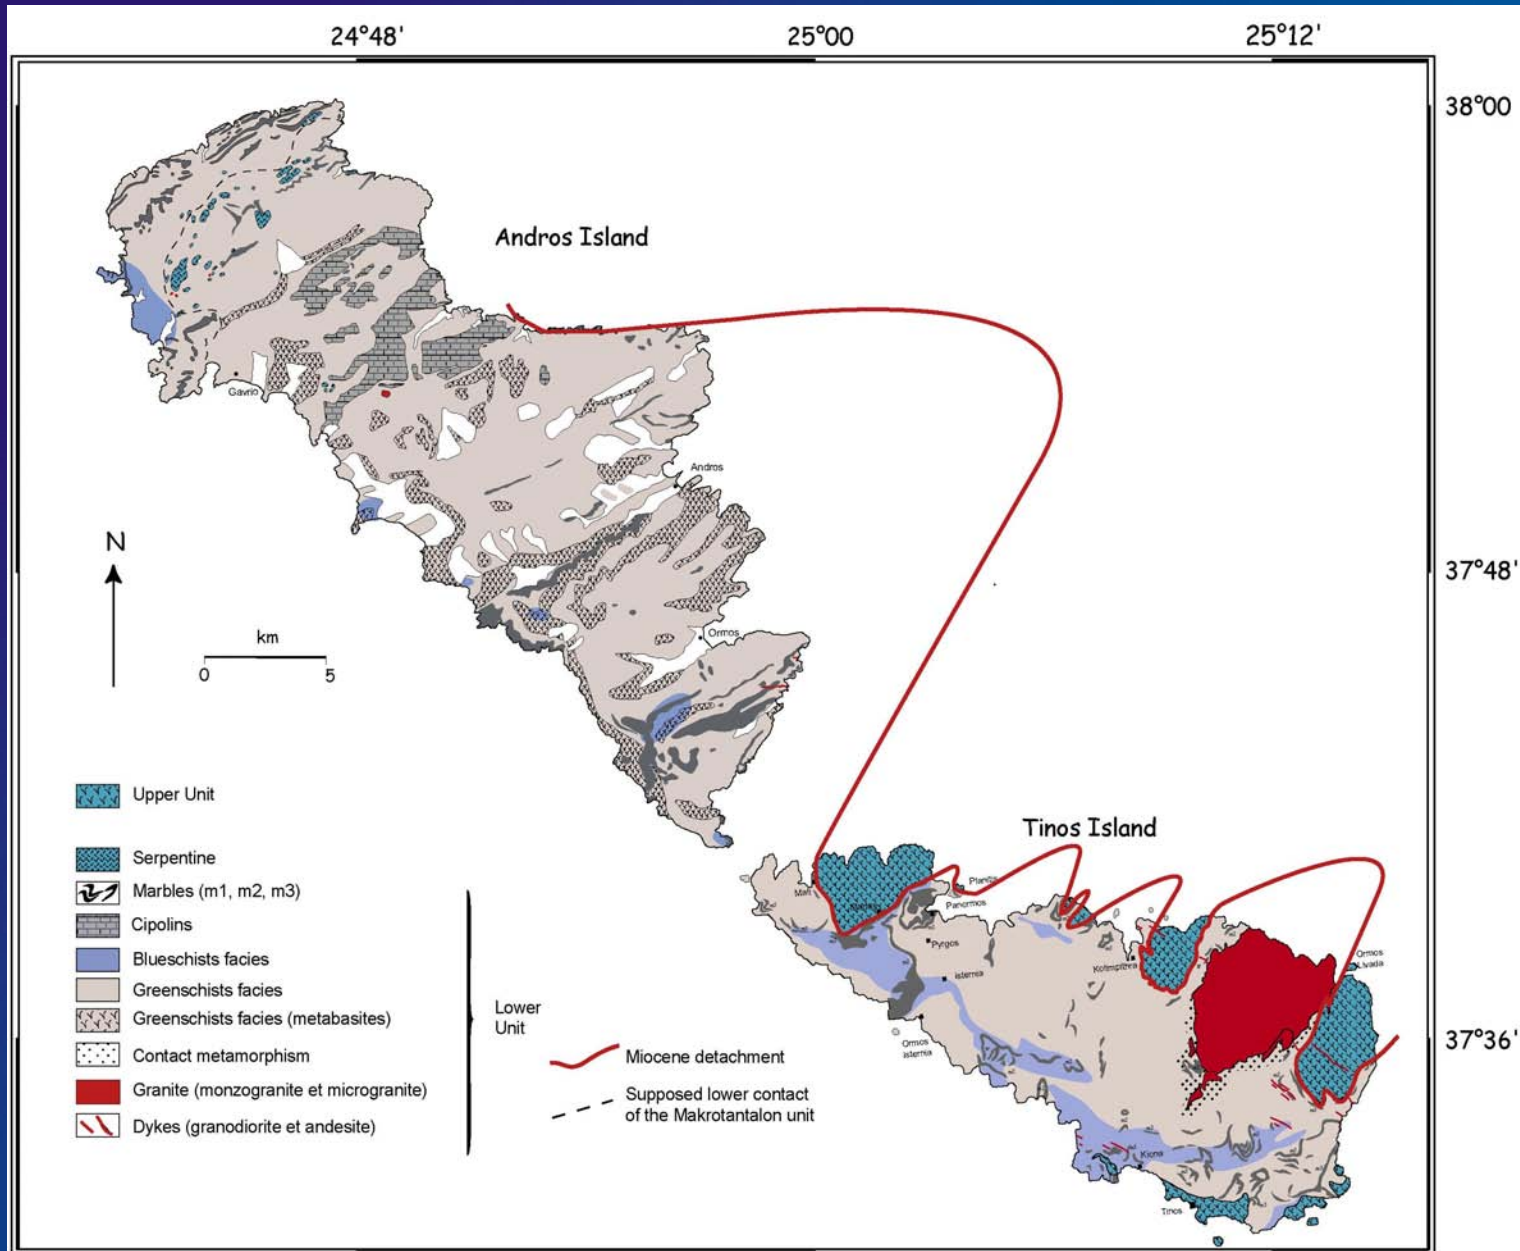 24°48'
25°00
25°12'
38°00
Andros Island
Gavrio
Andros
N
37°48'
km
0
5
Ormos
Upper Unit
Tinos Island
Serpentine
Marbles (m1, m2, m3)
Cipolins
Blueschists facies
Greenschists facies
Greenschists facies (metabasites)
Contact metamorphism
Granite (monzogranite et microgranite)
Dykes (granodiorite et andesite)
Lower
Unit
Miocene detachment
Supposed lower contact
of the Makrotantalon unit
Planitis
Panormos
Pyrgos
Isternia
Ormos
Isternia
Ormos
Livada
37°36'
Kiona
Tinos